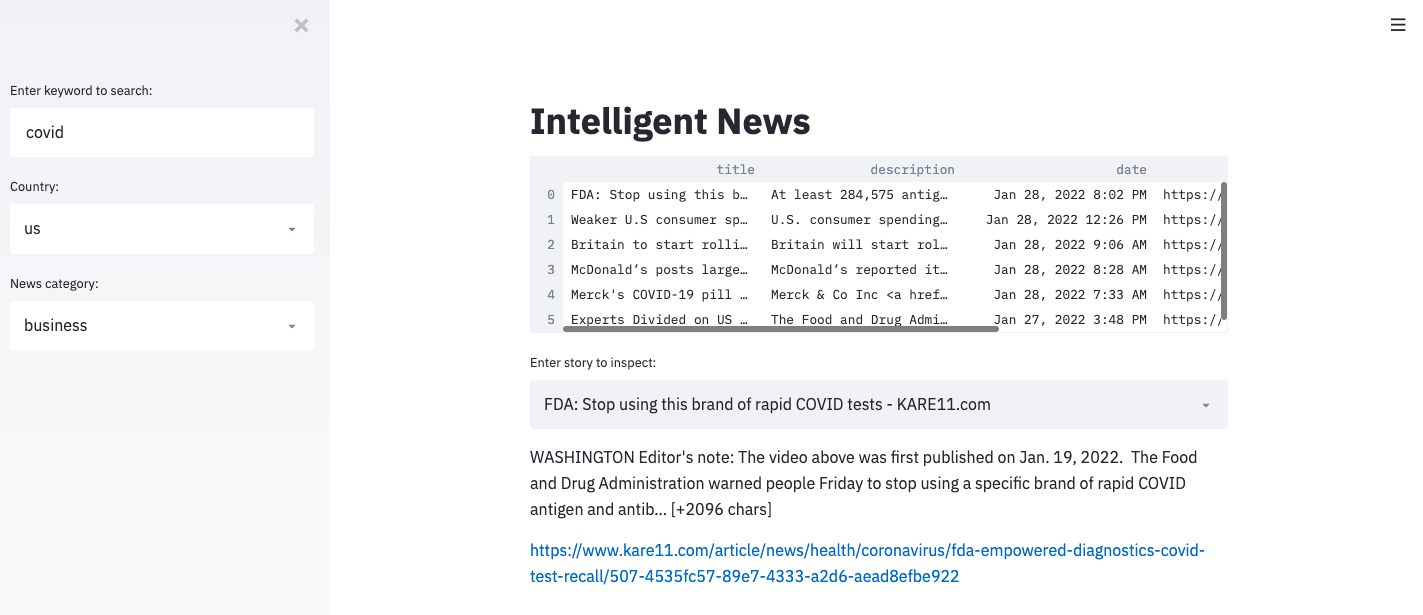 Enter keyword to search:
covid
Country:
us
News category:
business
Intelligent News
title description date
0 FDA: Stop using this b… At least 284,575 antig… Jan 28, 2022 8:02 PM https://
1 Weaker U.S consumer sp… U.S. consumer spending… Jan 28, 2022 12:26 PM https://
2 Britain to start rolli… Britain will start rol… Jan 28, 2022 9:06 AM https://
3 McDonald’s posts large… McDonald’s reported it… Jan 28, 2022 8:28 AM https://
4 Merck's COVID-19 pill … Merck & Co Inc <a href… Jan 28, 2022 7:33 AM https://
5 Experts Divided on US … The Food and Drug Admi… Jan 27, 2022 3:48 PM https://
Enter story to inspect:
FDA: Stop using this brand of rapid COVID tests - KARE11.com
WASHINGTON Editor's note: The video above was first published on Jan. 19, 2022.  The Food
and Drug Administration warned people Friday to stop using a specific brand of rapid COVID
antigen and antib… [+2096 chars]
https://www.kare11.com/article/news/health/coronavirus/fda-empowered-diagnostics-covid-
test-recall/507-4535fc57-89e7-4333-a2d6-aead8efbe922